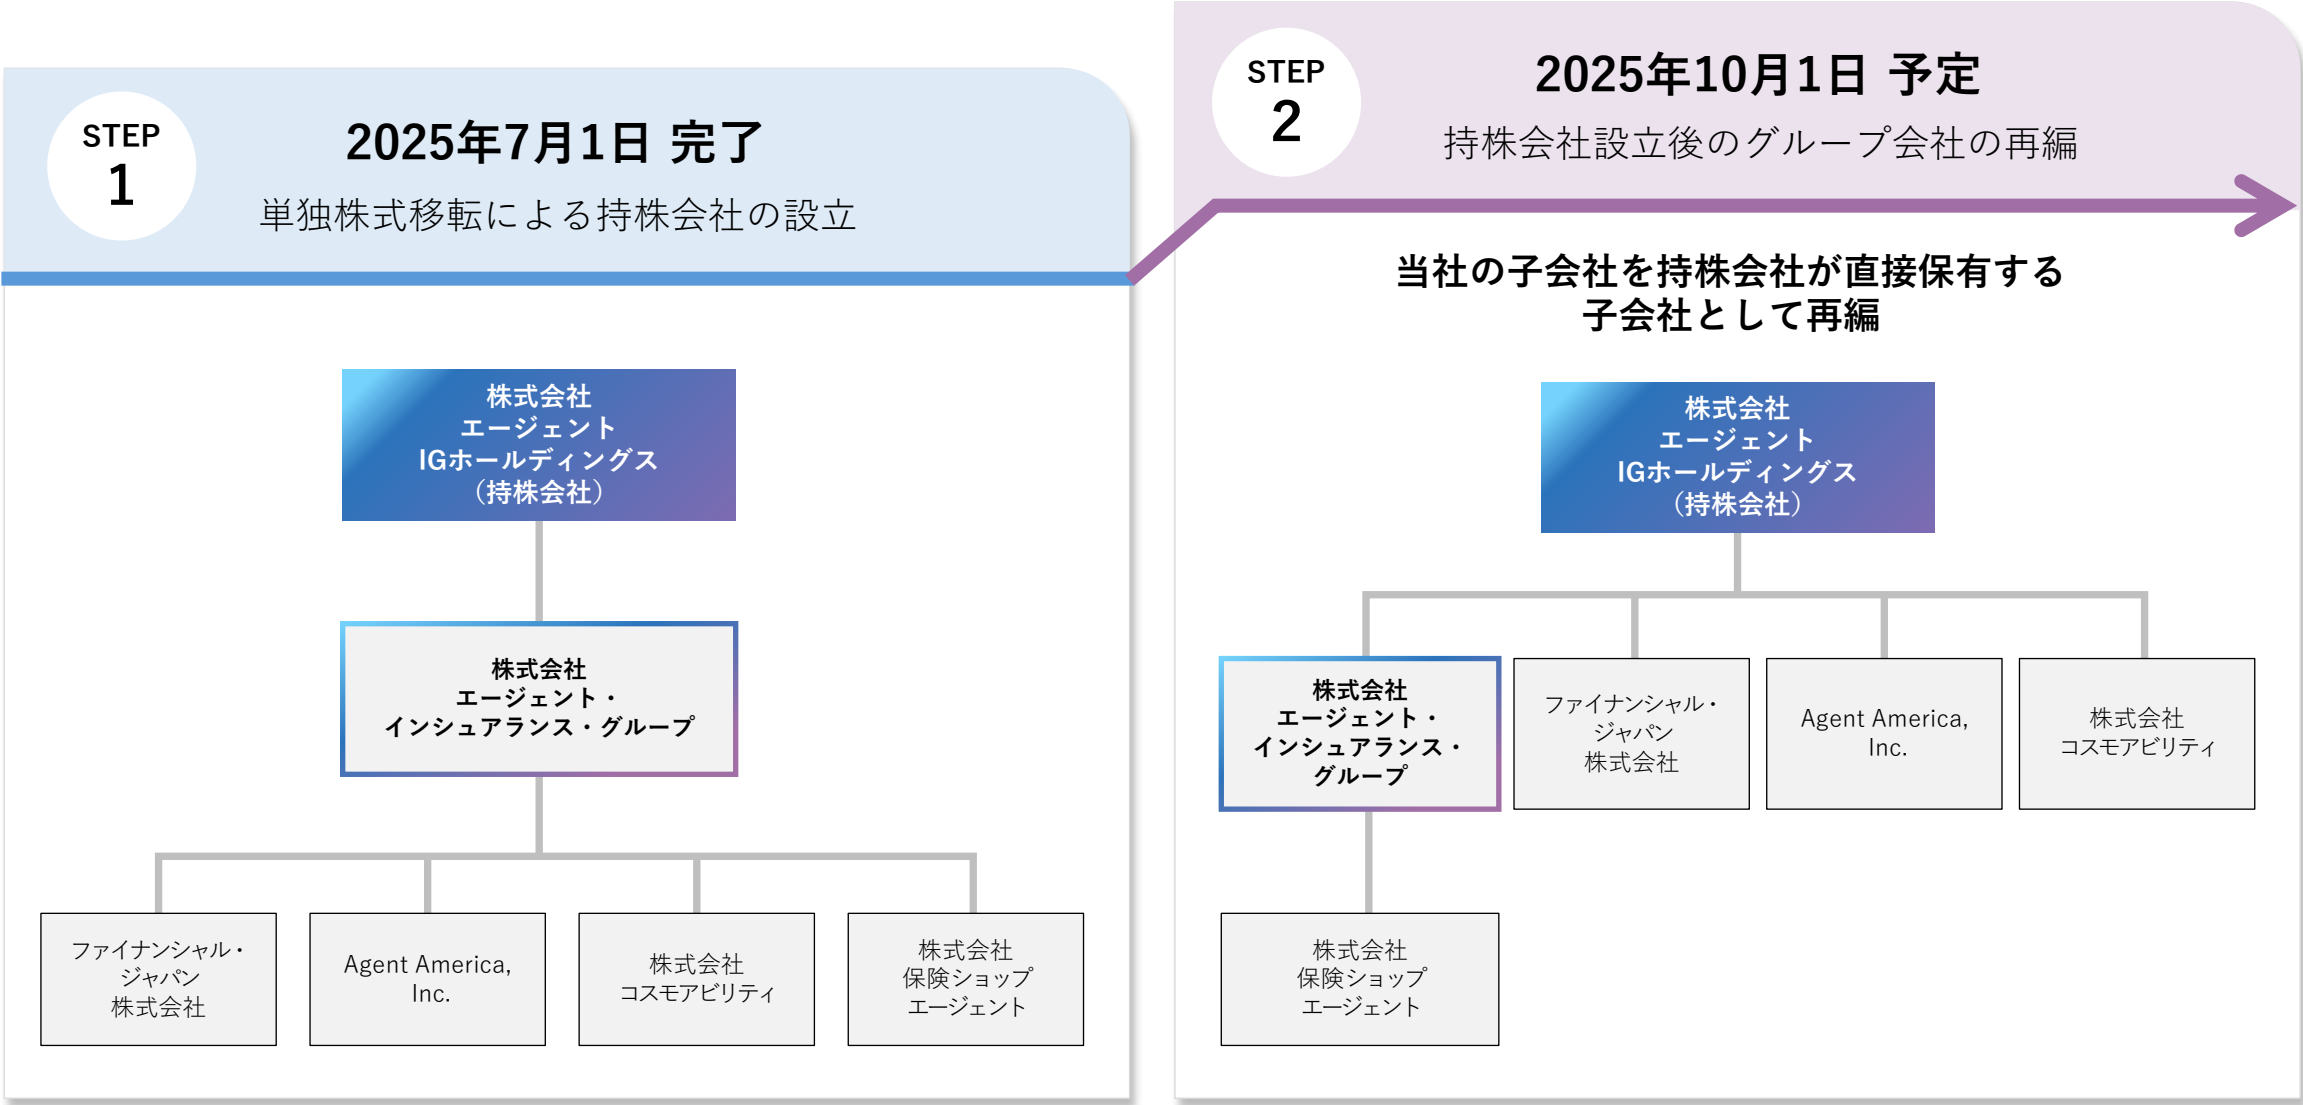 STEP
1
2025年7月1日 完了
単独株式移転による持株会社の設立
株式会社
エージェント
IGホールディングス
（持株会社）
株式会社
エージェント・
インシュアランス・グループ
ファイナンシャル・
ジャパン
株式会社
Agent America,
Inc.
株式会社
コスモアビリティ
株式会社
保険ショップ
エージェント
STEP
2
2025年10月1日 予定
持株会社設立後のグループ会社の再編
当社の子会社を持株会社が直接保有する
子会社として再編
株式会社
エージェント
IGホールディングス
（持株会社）
株式会社
エージェント・
インシュアランス・
グループ
ファイナンシャル・
ジャパン
株式会社
Agent America,
Inc.
株式会社
コスモアビリティ
株式会社
保険ショップ
エージェント